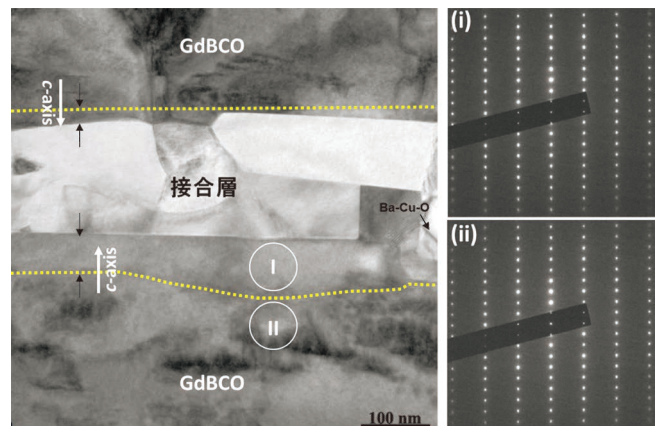 GdBCO
c-axis
接合層
Ba-Cu-O
c-axis
I
II
GdBCO
100 nm
(i)
(ii)